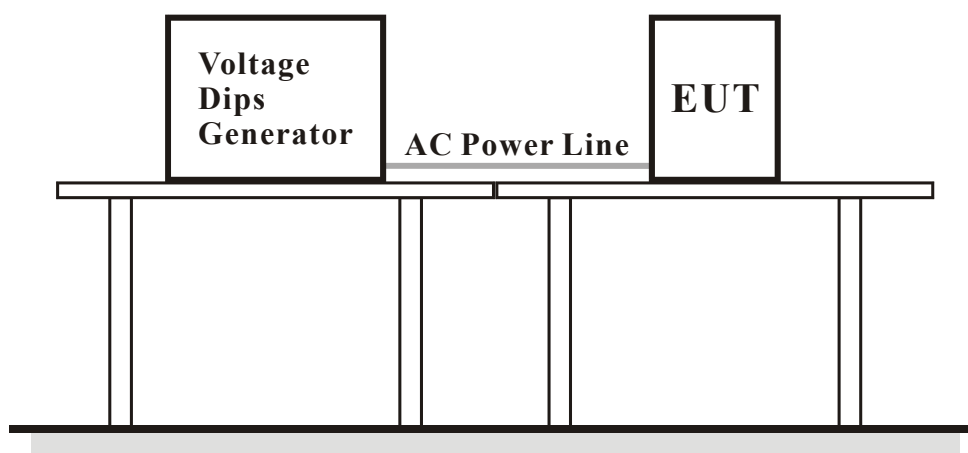 Voltage
Dips
Generator
AC Power Line
EUT